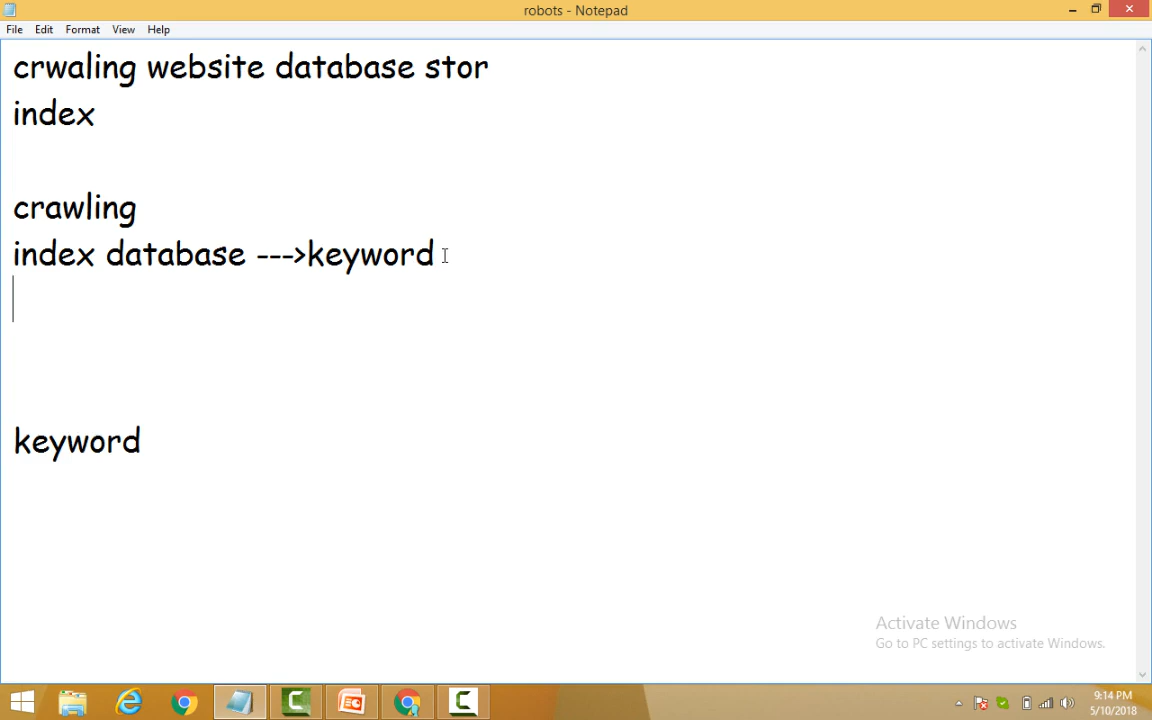 robots - Notepad
File Edit Format View Help
crwaling website database stor
index
crawling
index database --->keyword
keyword
Activate Windows
Go to PC settings to activate Windows.
9:14 PM
5/10/2018